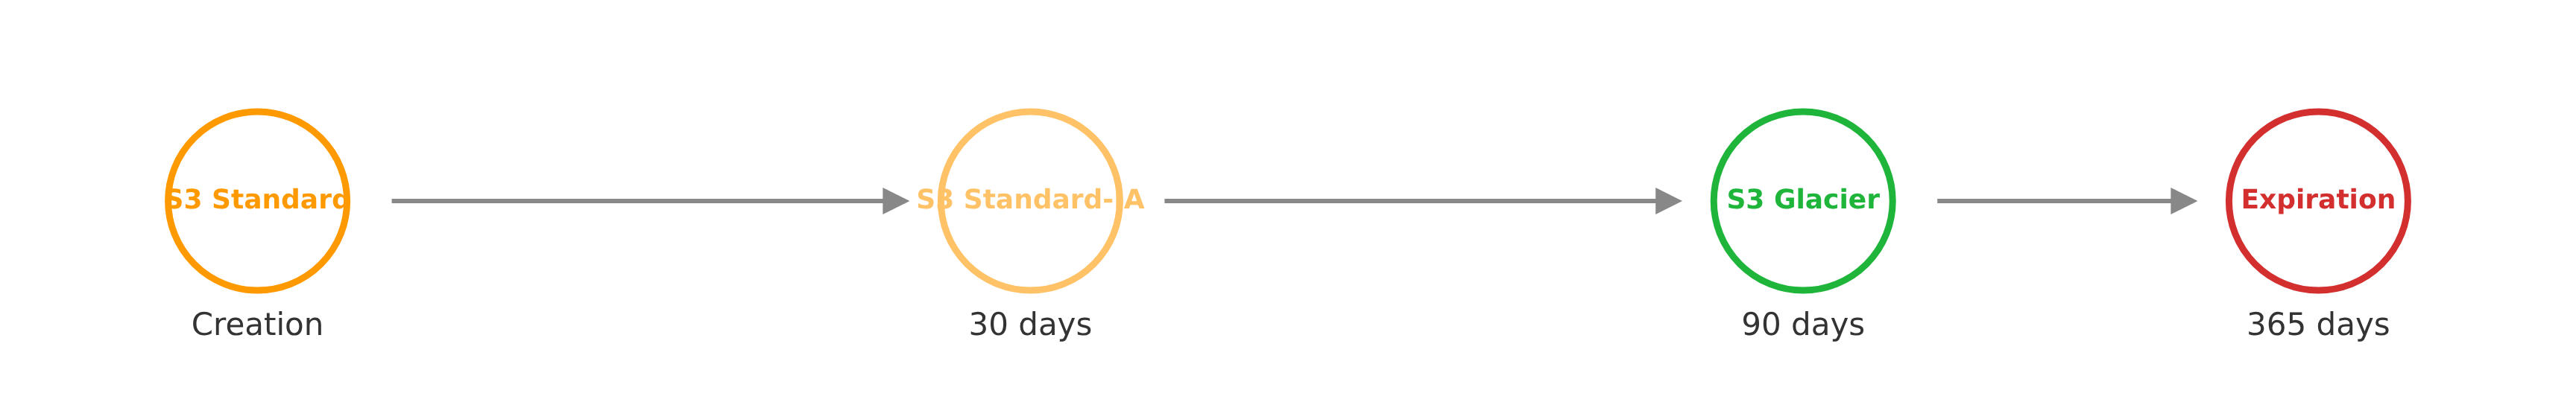 S3 Standard
S3 Standard-IA
S3 Glacier
Expiration
Creation
30 days
90 days
365 days